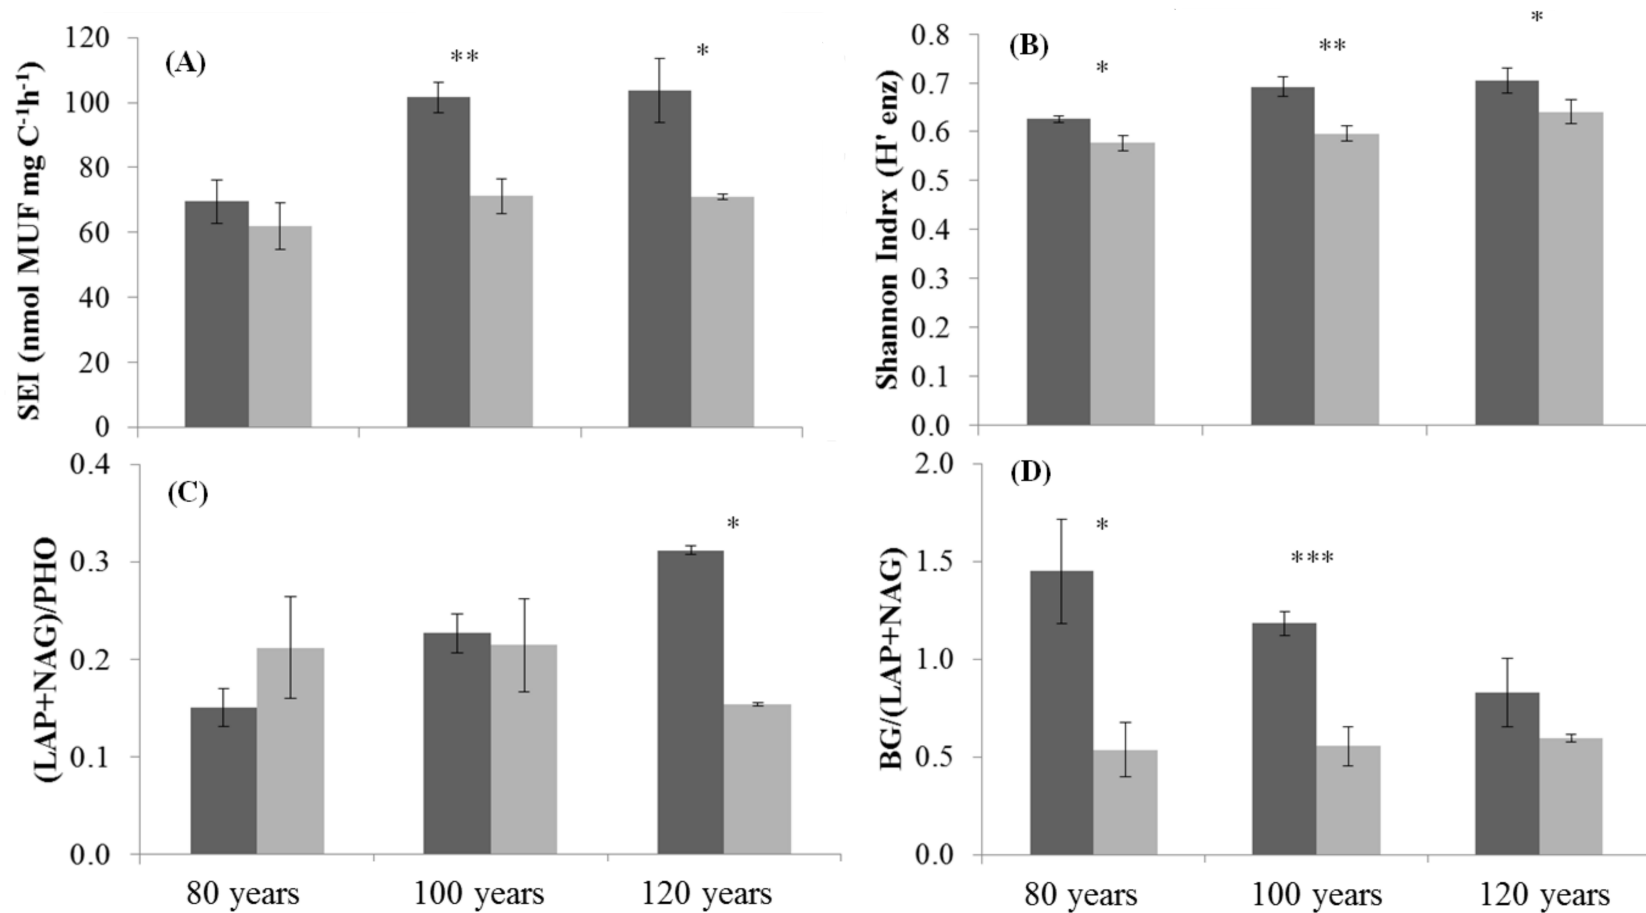 (A)
SEI (nmol MUF mg C⁻¹h⁻¹)
120
100
80
60
40
20
0
**
*
(B)
Shannon Indrx (H' enz)
0.8
0.7
0.6
0.5
0.4
0.3
0.2
0.1
0.0
*
**
*
(C)
(LAP+NAG)/PHO
0.4
0.3
0.2
0.1
0.0
*
80 years
100 years
120 years
(D)
BG/(LAP+NAG)
2.0
1.5
1.0
0.5
0.0
*
***
80 years
100 years
120 years